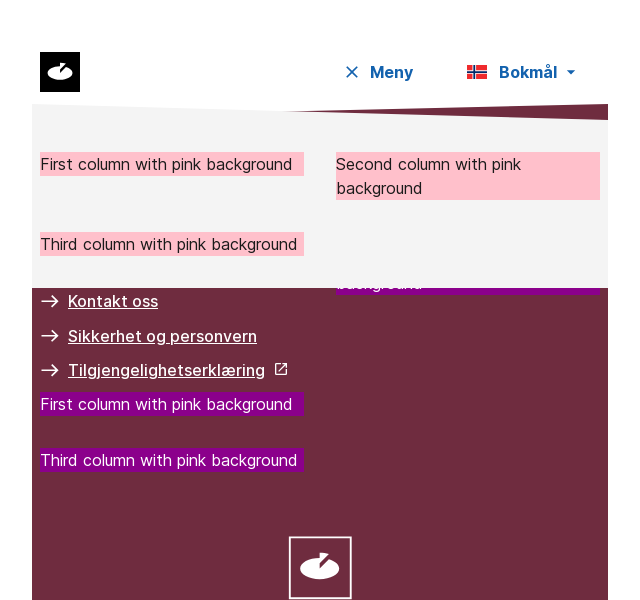 Meny
Bokmål
First column with pink background
Second column with pink
background
Third column with pink background
background
Kontakt oss
Sikkerhet og personvern
Tilgjengelighetserklæring
First column with pink background
Third column with pink background